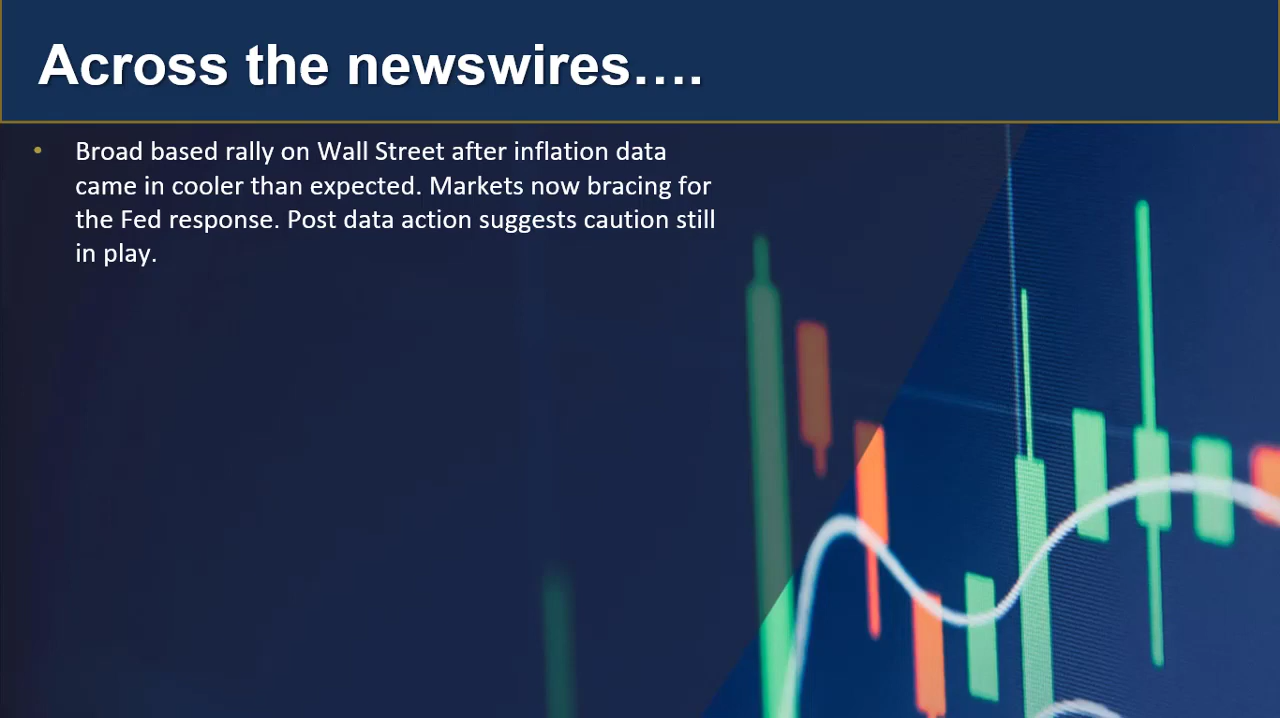 Across the newswires….
• Broad based rally on Wall Street after inflation data
came in cooler than expected. Markets now bracing for
the Fed response. Post data action suggests caution still
in play.